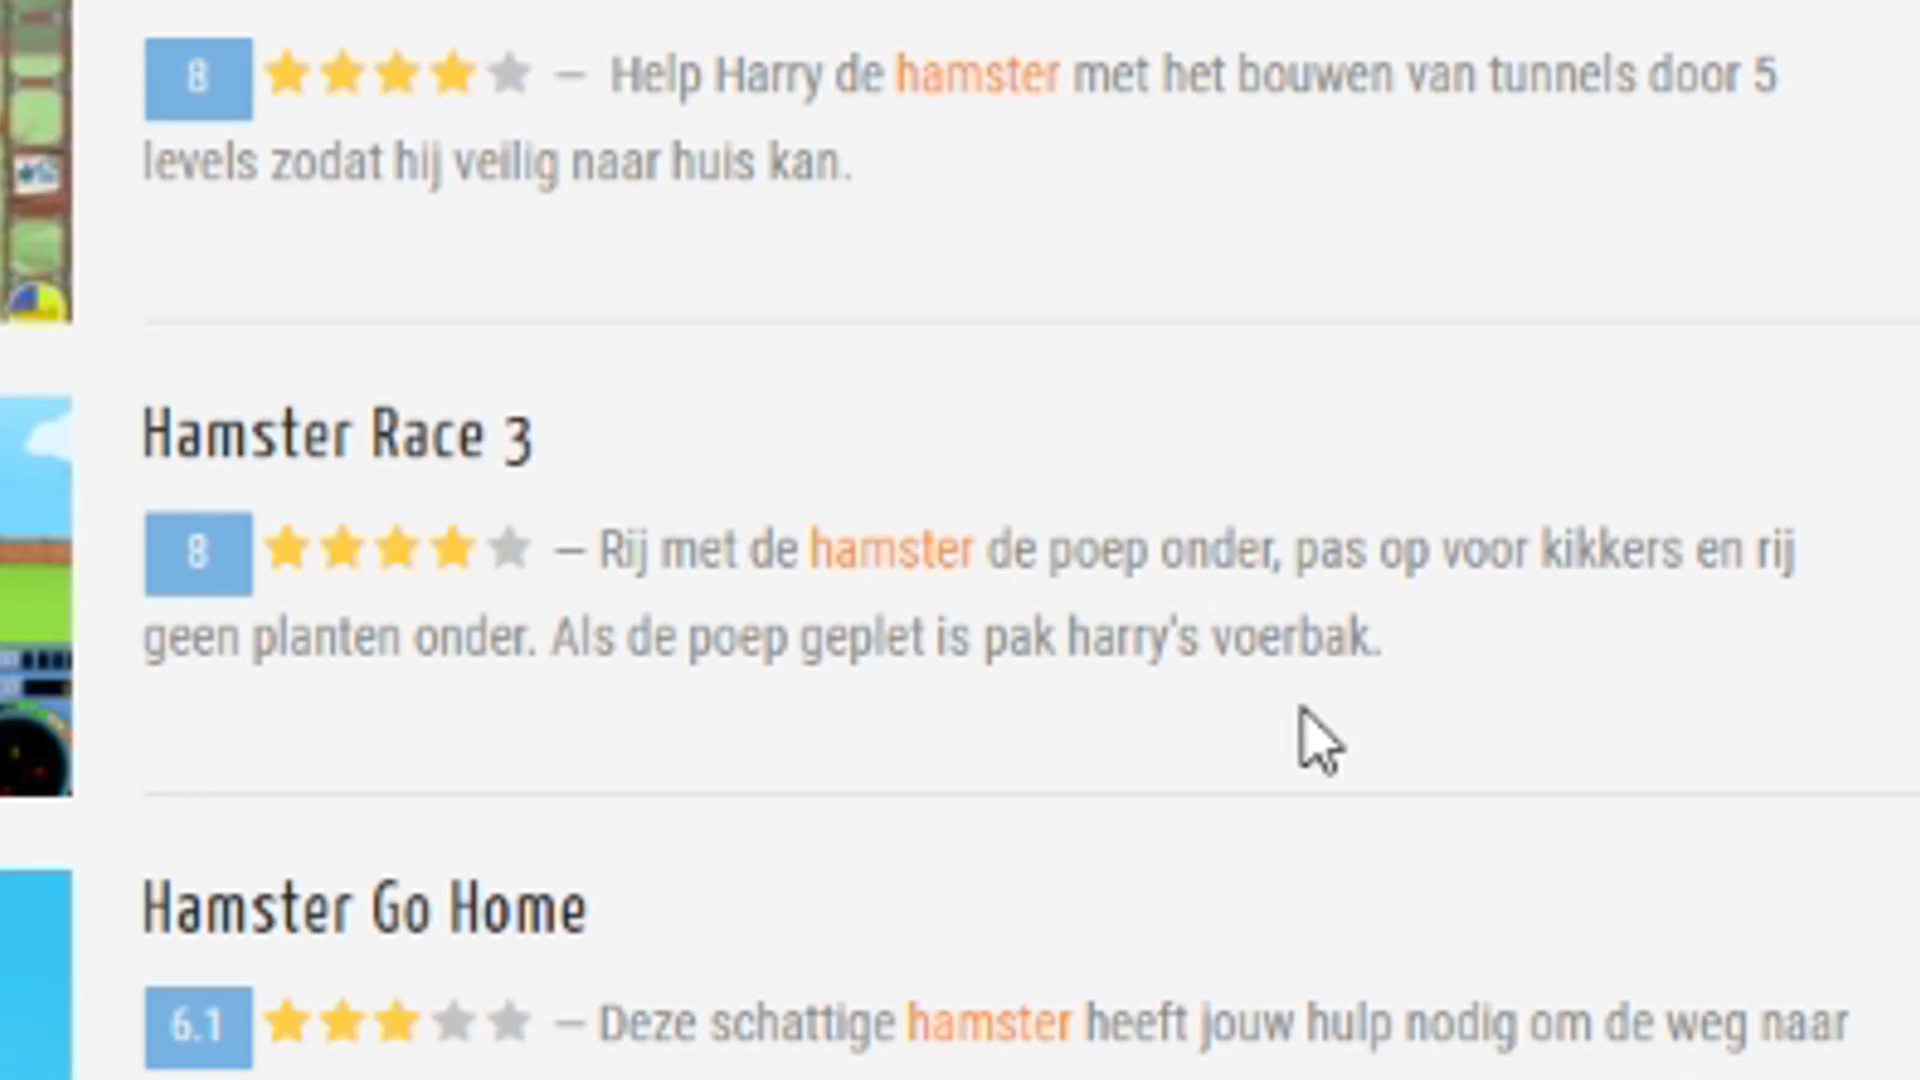 8 — Help Harry de hamster met het bouwen van tunnels door 5
levels zodat hij veilig naar huis kan.
Hamster Race 3
8 — Rij met de hamster de poep onder, pas op voor kikkers en rij
geen planten onder. Als de poep geplet is pak harry's voerbak.
Hamster Go Home
6.1 — Deze schattige hamster heeft jouw hulp nodig om de weg naar